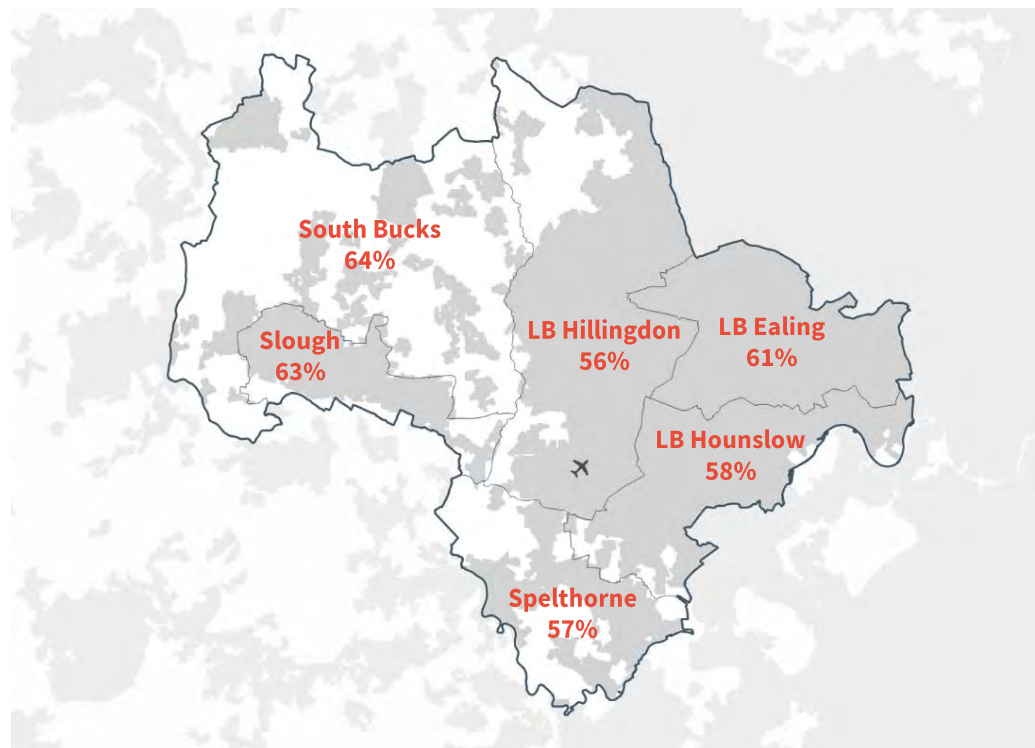 South Bucks
64%
Slough
63%
LB Hillingdon
56%
LB Ealing
61%
LB Hounslow
58%
Spelthorne
57%